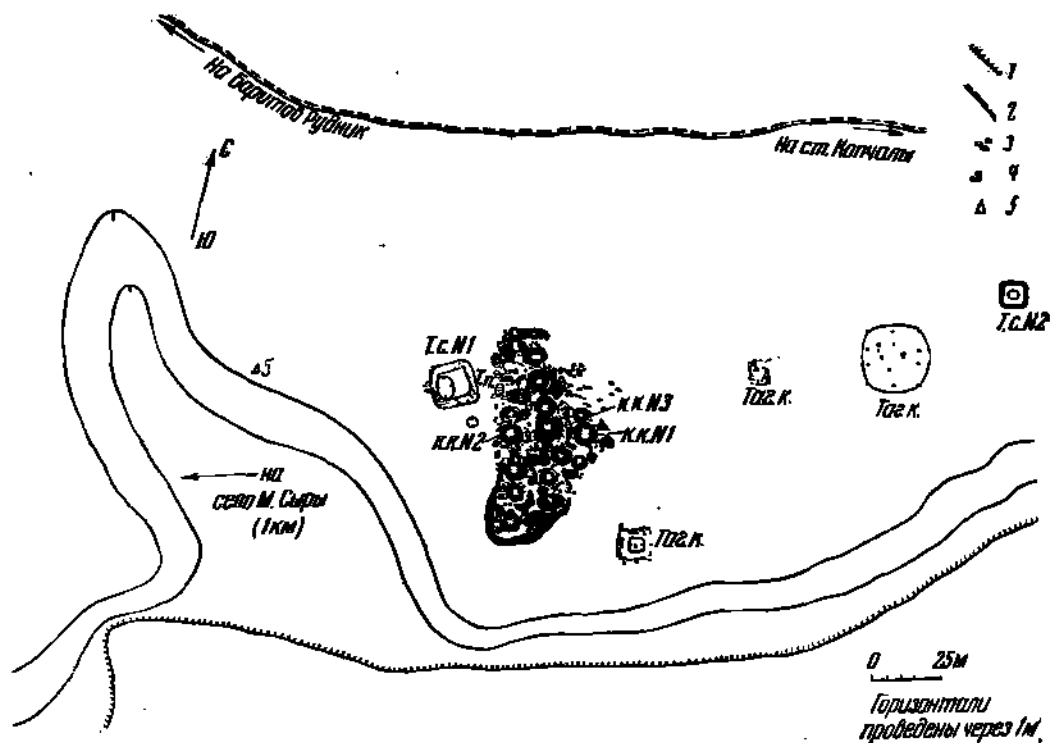 На Баритов Рудник
На ст. Капчалы
1
2
3
4
5
С
Ю
Т.с.N2
Т.с.N1
Т.п.
5
к.к.N3
к.к.N2
к.к.N1
Таг.к.
Таг.к.
на
село М. Сыры
(1км)
Таг.к.
0 25м
Горизонтали
проведены через 1м.